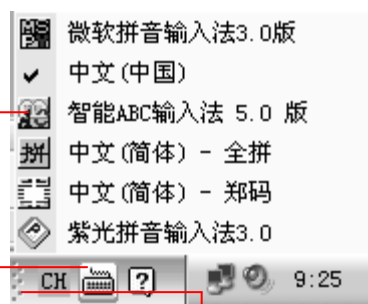 微软拼音输入法3.0版
中文(中国)
智能ABC输入法 5.0 版
中文(简体) - 全拼
中文(简体) - 郑码
紫光拼音输入法3.0
CH 9:25